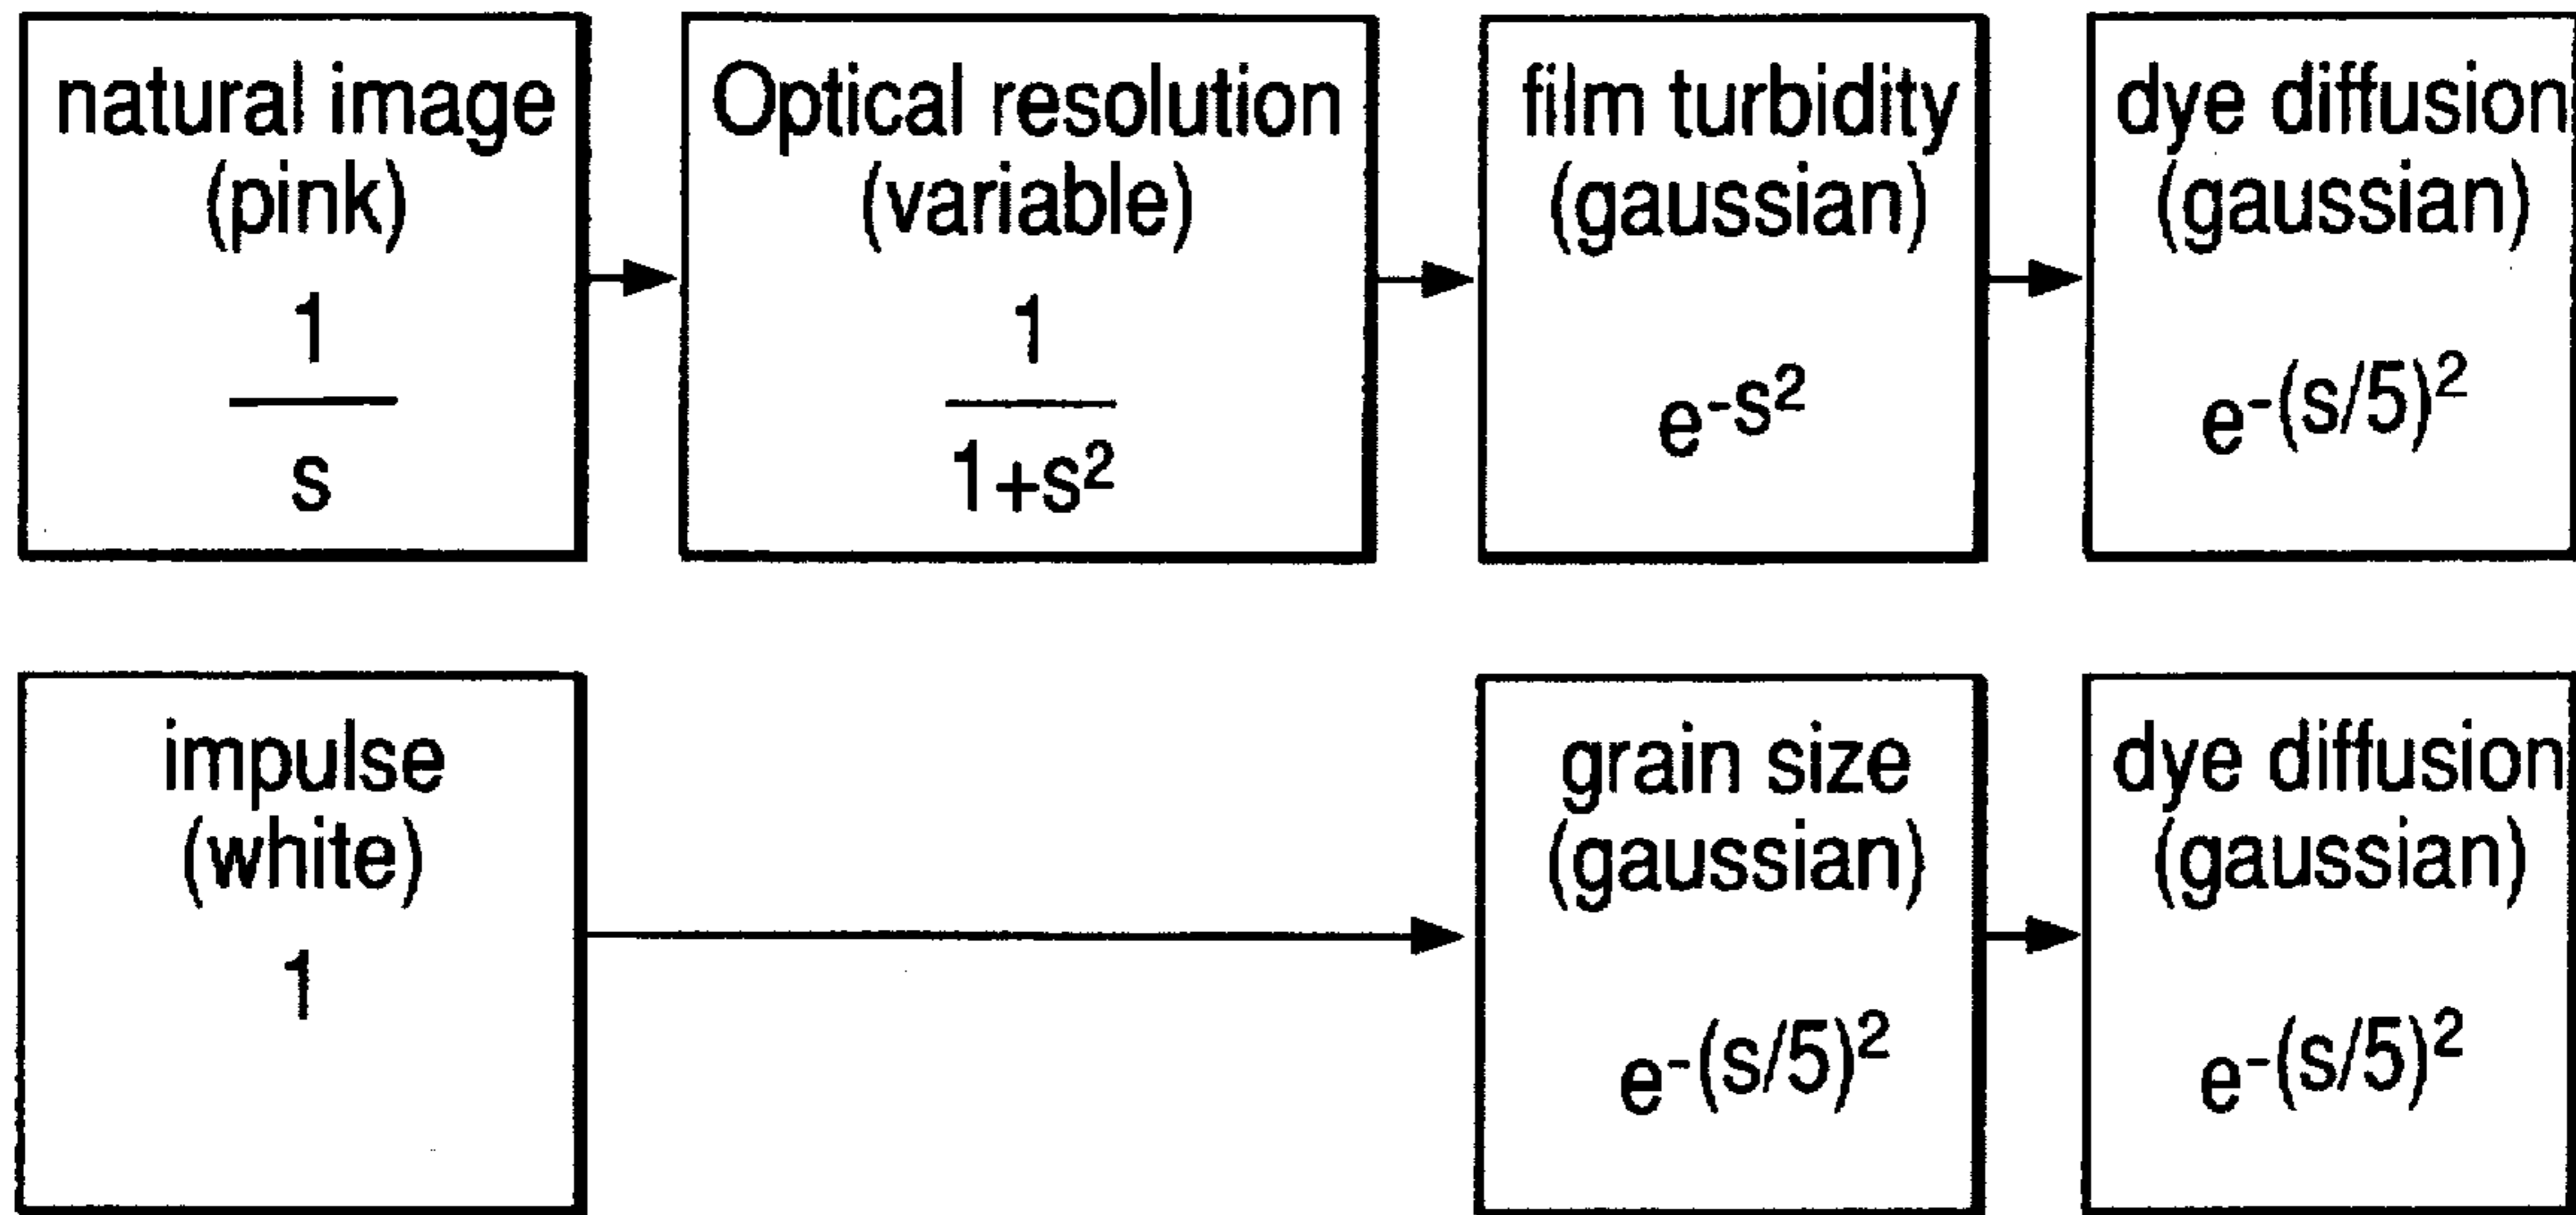 natural image
(pink)
1
s
Optical resolution
(variable)
1
1+s²
film turbidity
(gaussian)
e-s²
dye diffusion
(gaussian)
e-(s/5)²
impulse
(white)
1
grain size
(gaussian)
e-(s/5)²
dye diffusion
(gaussian)
e-(s/5)²